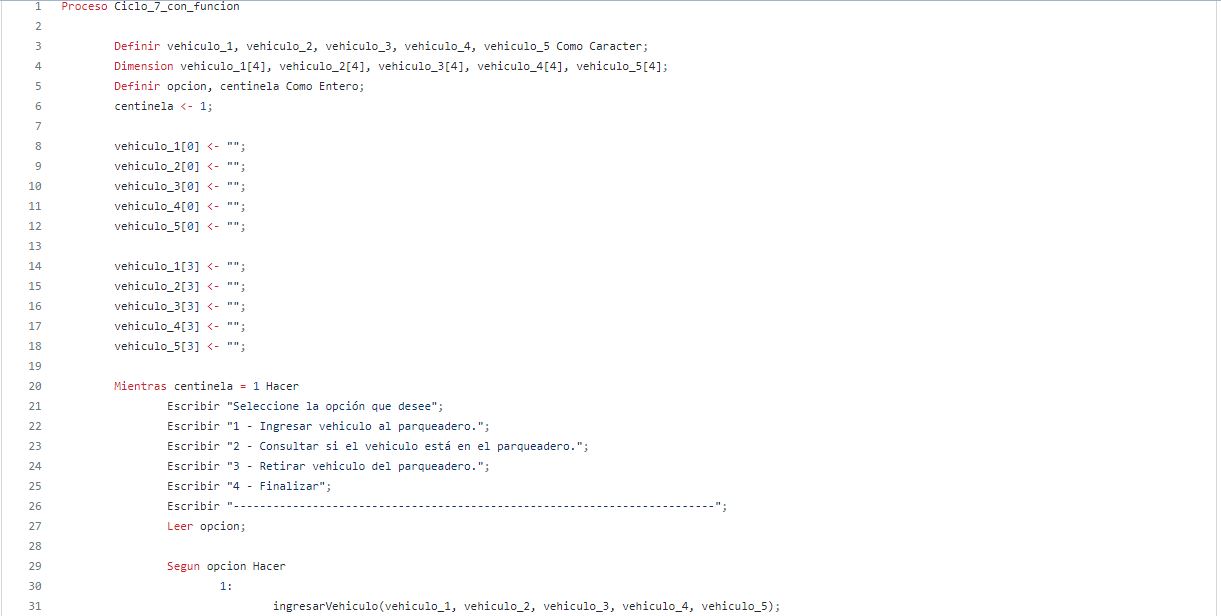 1 Proceso Ciclo_7_con_funcion
2
3 Definir vehiculo_1, vehiculo_2, vehiculo_3, vehiculo_4, vehiculo_5 Como Caracter;
4 Dimension vehiculo_1[4], vehiculo_2[4], vehiculo_3[4], vehiculo_4[4], vehiculo_5[4];
5 Definir opcion, centinela Como Entero;
6 centinela <- 1;
7
8 vehiculo_1[0] <- "";
9 vehiculo_2[0] <- "";
10 vehiculo_3[0] <- "";
11 vehiculo_4[0] <- "";
12 vehiculo_5[0] <- "";
13
14 vehiculo_1[3] <- "";
15 vehiculo_2[3] <- "";
16 vehiculo_3[3] <- "";
17 vehiculo_4[3] <- "";
18 vehiculo_5[3] <- "";
19
20 Mientras centinela = 1 Hacer
21 Escribir "Seleccione la opción que desee";
22 Escribir "1 - Ingresar vehiculo al parqueadero.";
23 Escribir "2 - Consultar si el vehiculo está en el parqueadero.";
24 Escribir "3 - Retirar vehiculo del parqueadero.";
25 Escribir "4 - Finalizar";
26 Escribir "-------------------------------------------------------------------------";
27 Leer opcion;
28
29 Segun opcion Hacer
30 1:
31 ingresarVehiculo(vehiculo_1, vehiculo_2, vehiculo_3, vehiculo_4, vehiculo_5);